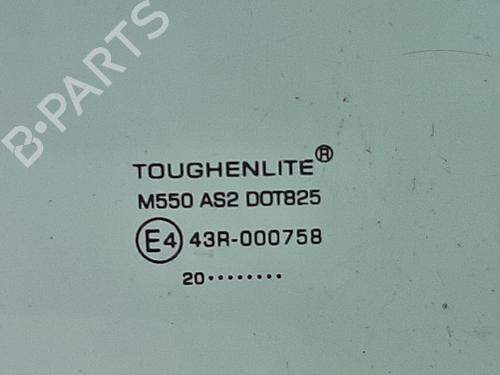 B-PARTS
TOUGHENLITE®
M550 AS2 DOT825
E4 43R-000758
20········